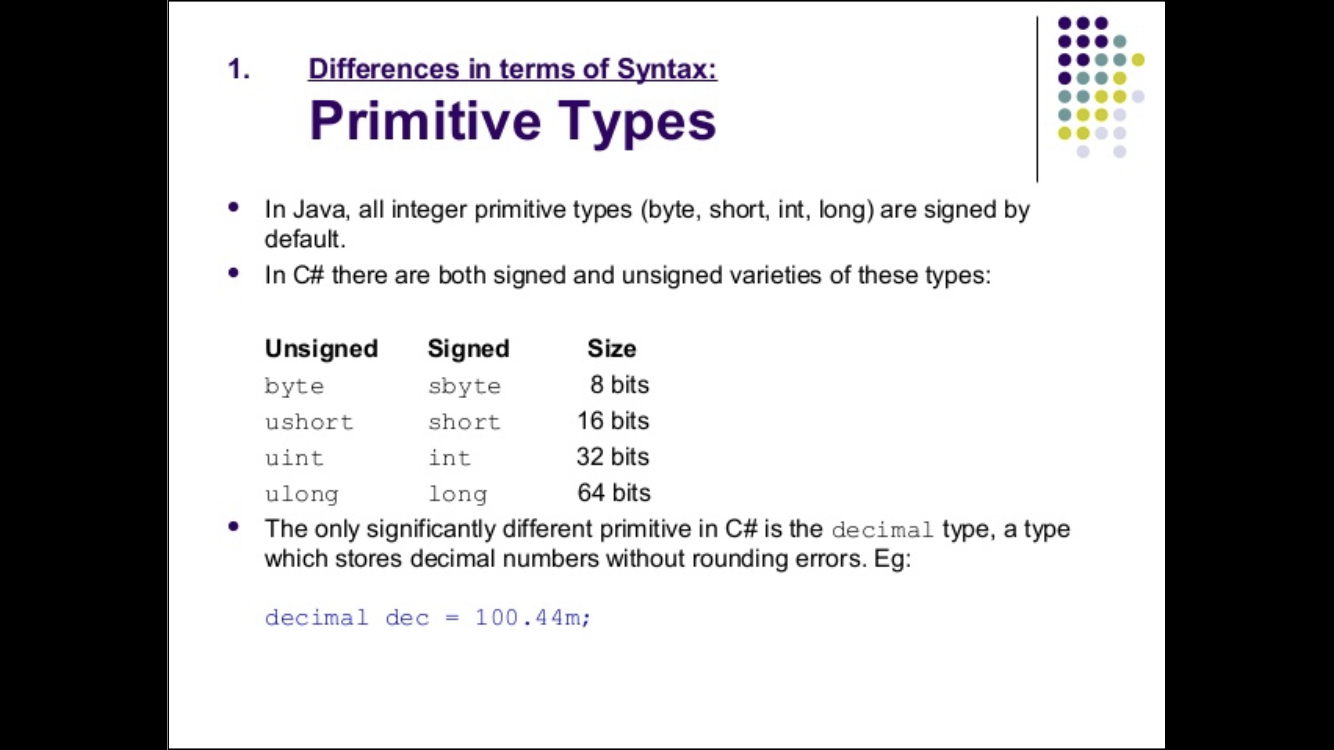 1. Differences in terms of Syntax:
Primitive Types
• In Java, all integer primitive types (byte, short, int, long) are signed by
default.
• In C# there are both signed and unsigned varieties of these types:
Unsigned Signed Size
byte sbyte 8 bits
ushort short 16 bits
uint int 32 bits
ulong long 64 bits
• The only significantly different primitive in C# is the decimal type, a type
which stores decimal numbers without rounding errors. Eg:
decimal dec = 100.44m;